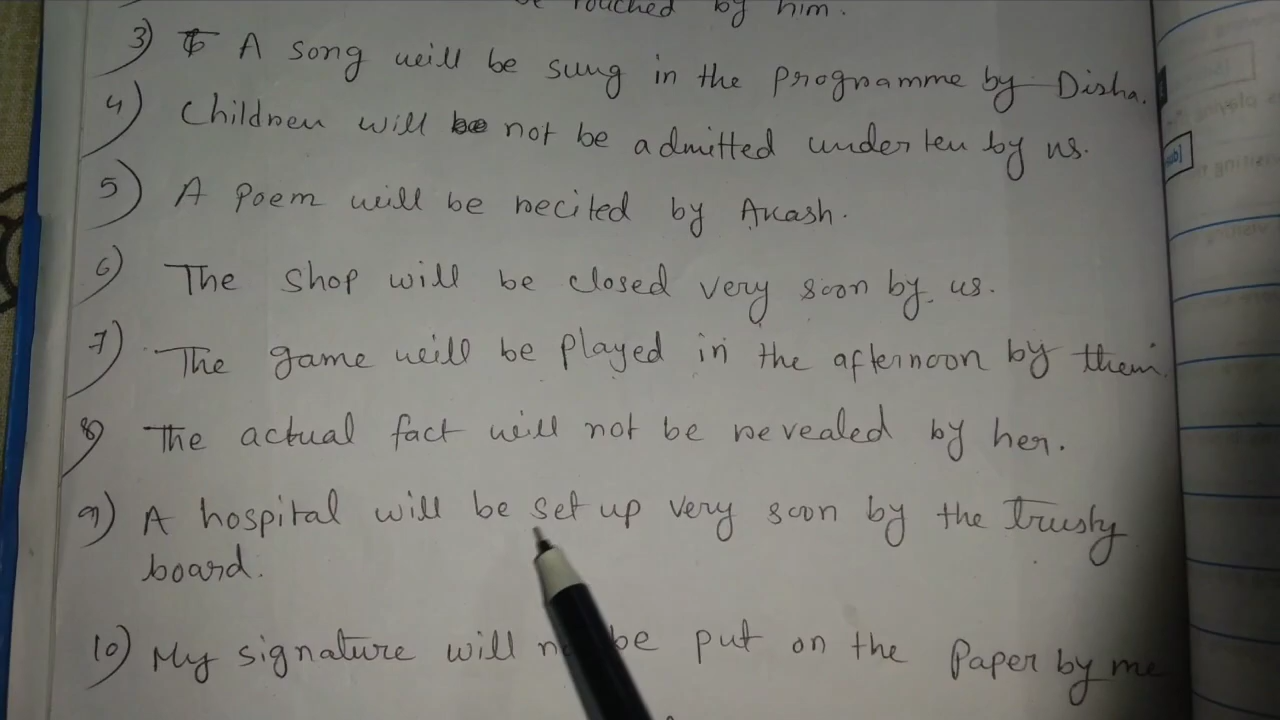 be touched by him.
3) A song will be sung in the programme by Disha.
4) Children will not be admitted under ten by us.
5) A Poem will be recited by Akash.
6) The shop will be closed very soon by us.
7) The game will be played in the afternoon by them.
8) The actual fact will not be revealed by her.
9) A hospital will be set up very soon by the trusty
board.
10) My signature will be put on the Paper by me